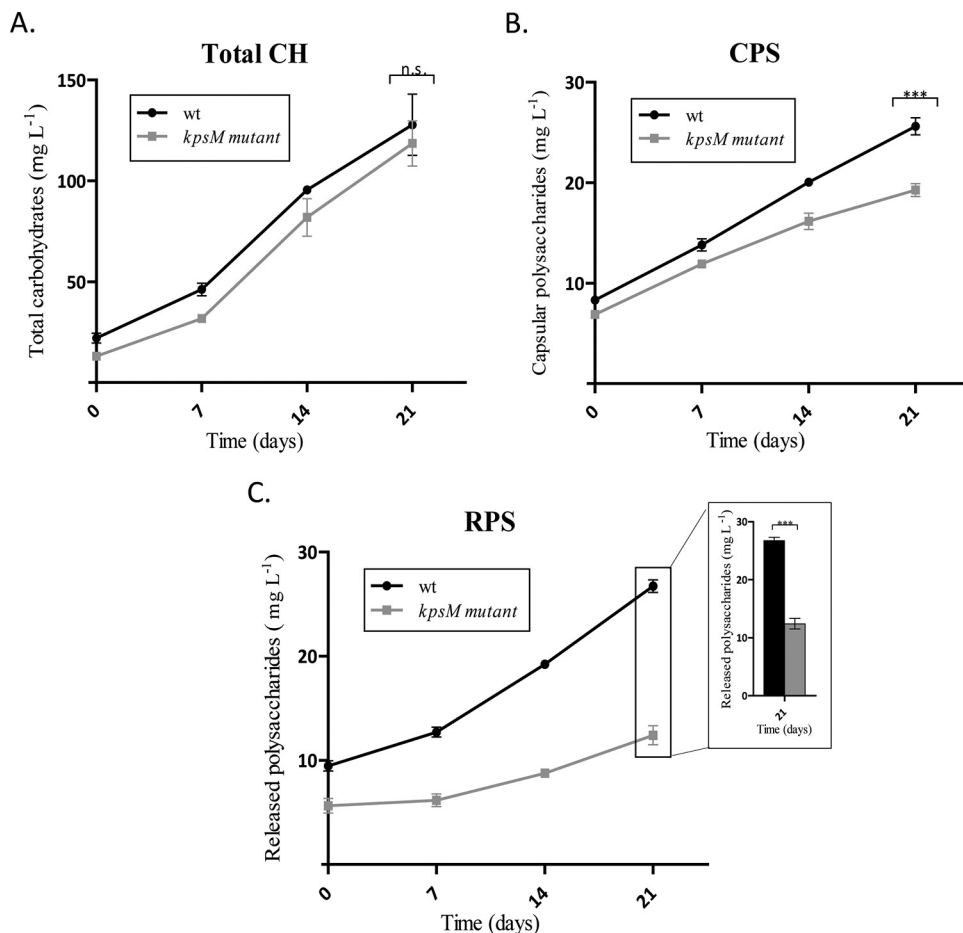 A.
Total CH
Total carbohydrates (mg L-1)
150
100
50
n.s.
wt
kpsM mutant
0
7
14
21
Time (days)
B.
CPS
Capsular polysaccharides (mg L-1)
30
20
10
0
***
wt
kpsM mutant
0
7
14
21
Time (days)
C.
RPS
Released polysaccharides ( mg L-1)
30
20
10
0
wt
kpsM mutant
0
7
14
21
Time (days)
Released polysaccharides (mg L-1)
30
20
10
0
***
21
Time (days)